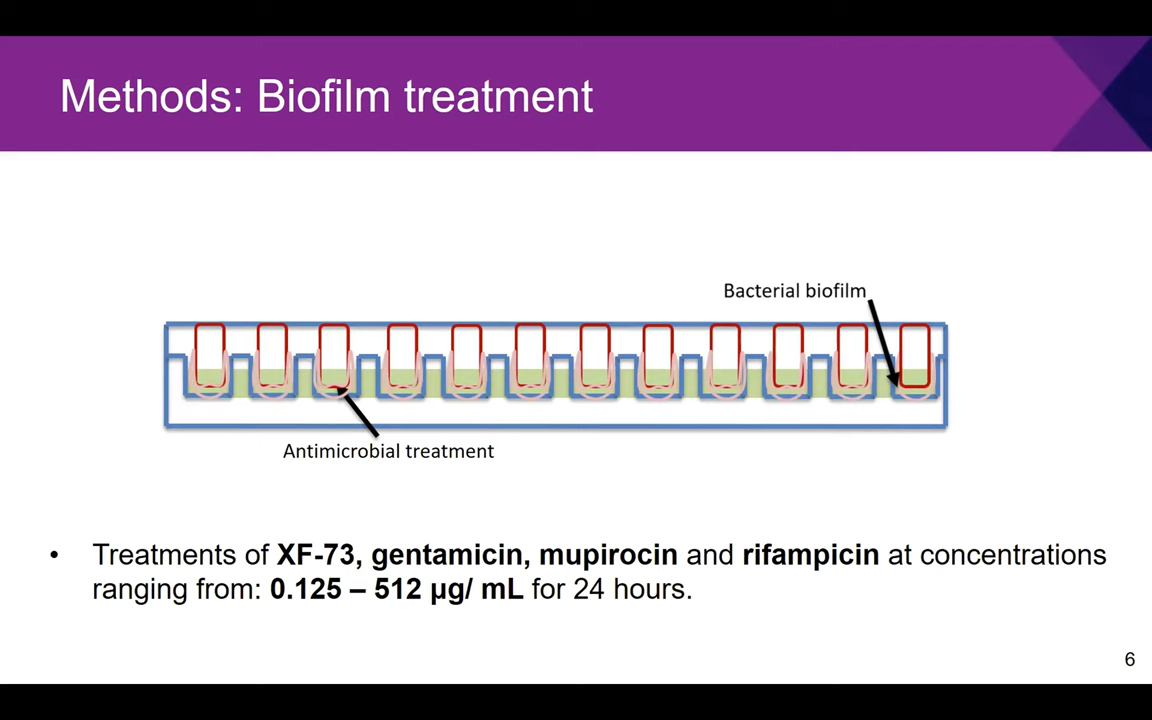 Methods: Biofilm treatment
Bacterial biofilm
Antimicrobial treatment
• Treatments of XF-73, gentamicin, mupirocin and rifampicin at concentrations
ranging from: 0.125 – 512 µg/ mL for 24 hours.
6